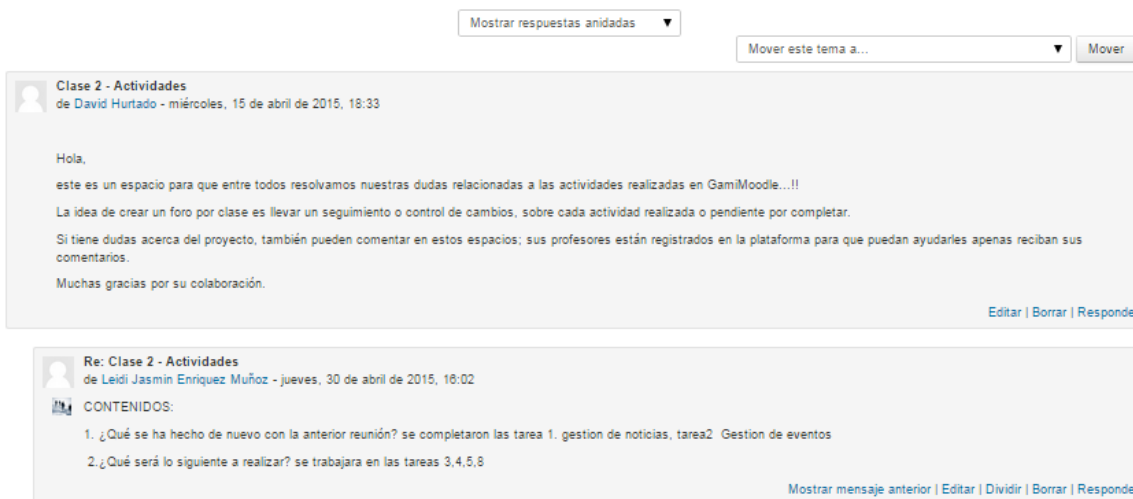 Mostrar respuestas anidadas
Mover este tema a...
Mover
Clase 2 - Actividades
de David Hurtado - miércoles, 15 de abril de 2015, 18:33
Hola,
este es un espacio para que entre todos resolvamos nuestras dudas relacionadas a las actividades realizadas en GamiMoodle...!!
La idea de crear un foro por clase es llevar un seguimiento o control de cambios, sobre cada actividad realizada o pendiente por completar.
Si tiene dudas acerca del proyecto, también pueden comentar en estos espacios; sus profesores están registrados en la plataforma para que puedan ayudarles apenas reciban sus
comentarios.
Muchas gracias por su colaboración.
Editar | Borrar | Responde
Re: Clase 2 - Actividades
de Leidi Jasmin Enriquez Muñoz - jueves, 30 de abril de 2015, 16:02
CONTENIDOS:
1. ¿Qué se ha hecho de nuevo con la anterior reunión? se completaron las tarea 1. gestion de noticias, tarea2 Gestion de eventos
2.¿Qué será lo siguiente a realizar? se trabajara en las tareas 3,4,5,8
Mostrar mensaje anterior | Editar | Dividir | Borrar | Responde